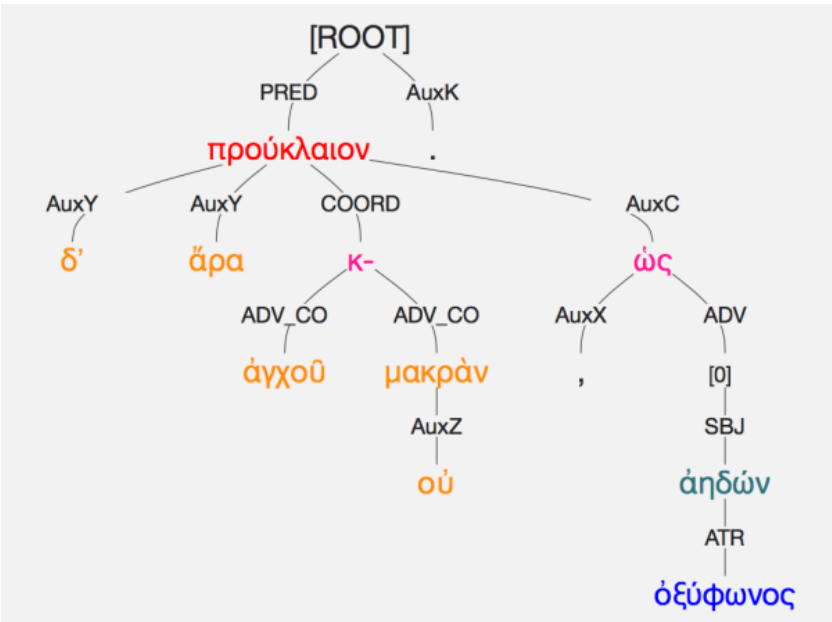 [ROOT]
PRED AuxK
προύκλαιον .
AuxY AuxY COORD AuxC
δ’ ἄρα κ- ὡς
ADV_CO ADV_CO AuxX ADV
ἀγχοῦ μακρὰν , [0]
AuxZ SBJ
οὐ ἀηδών
ATR
ὀξύφωνος